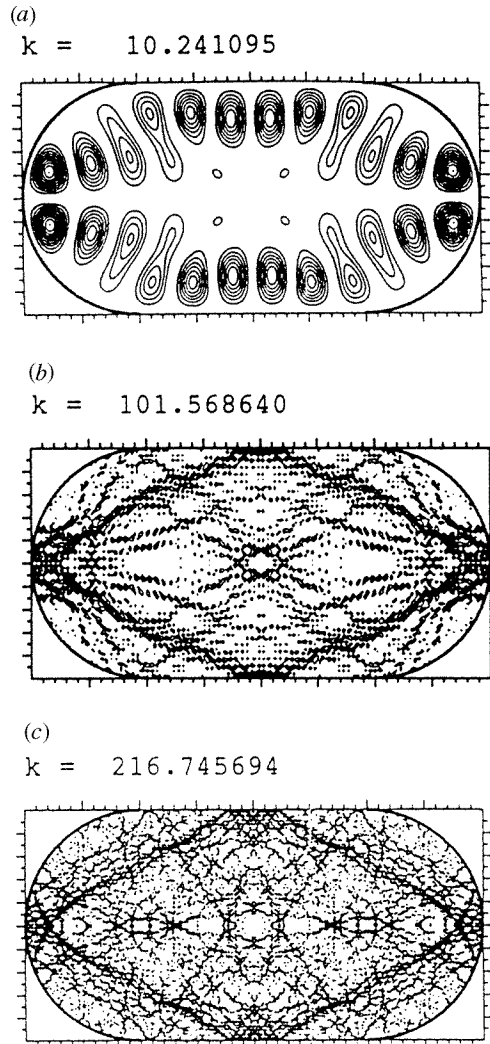 (a)
k = 10.241095
(b)
k = 101.568640
(c)
k = 216.745694